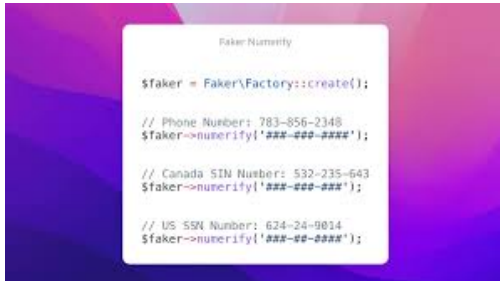 Faker Numerify
$faker = Faker\Factory::create();
// Phone Number: 783-856-2348
$faker->numerify('###-###-####');
// Canada SIN Number: 532-235-643
$faker->numerify('###-###-###');
// US SSN Number: 624-24-9014
$faker->numerify('###-##-####');